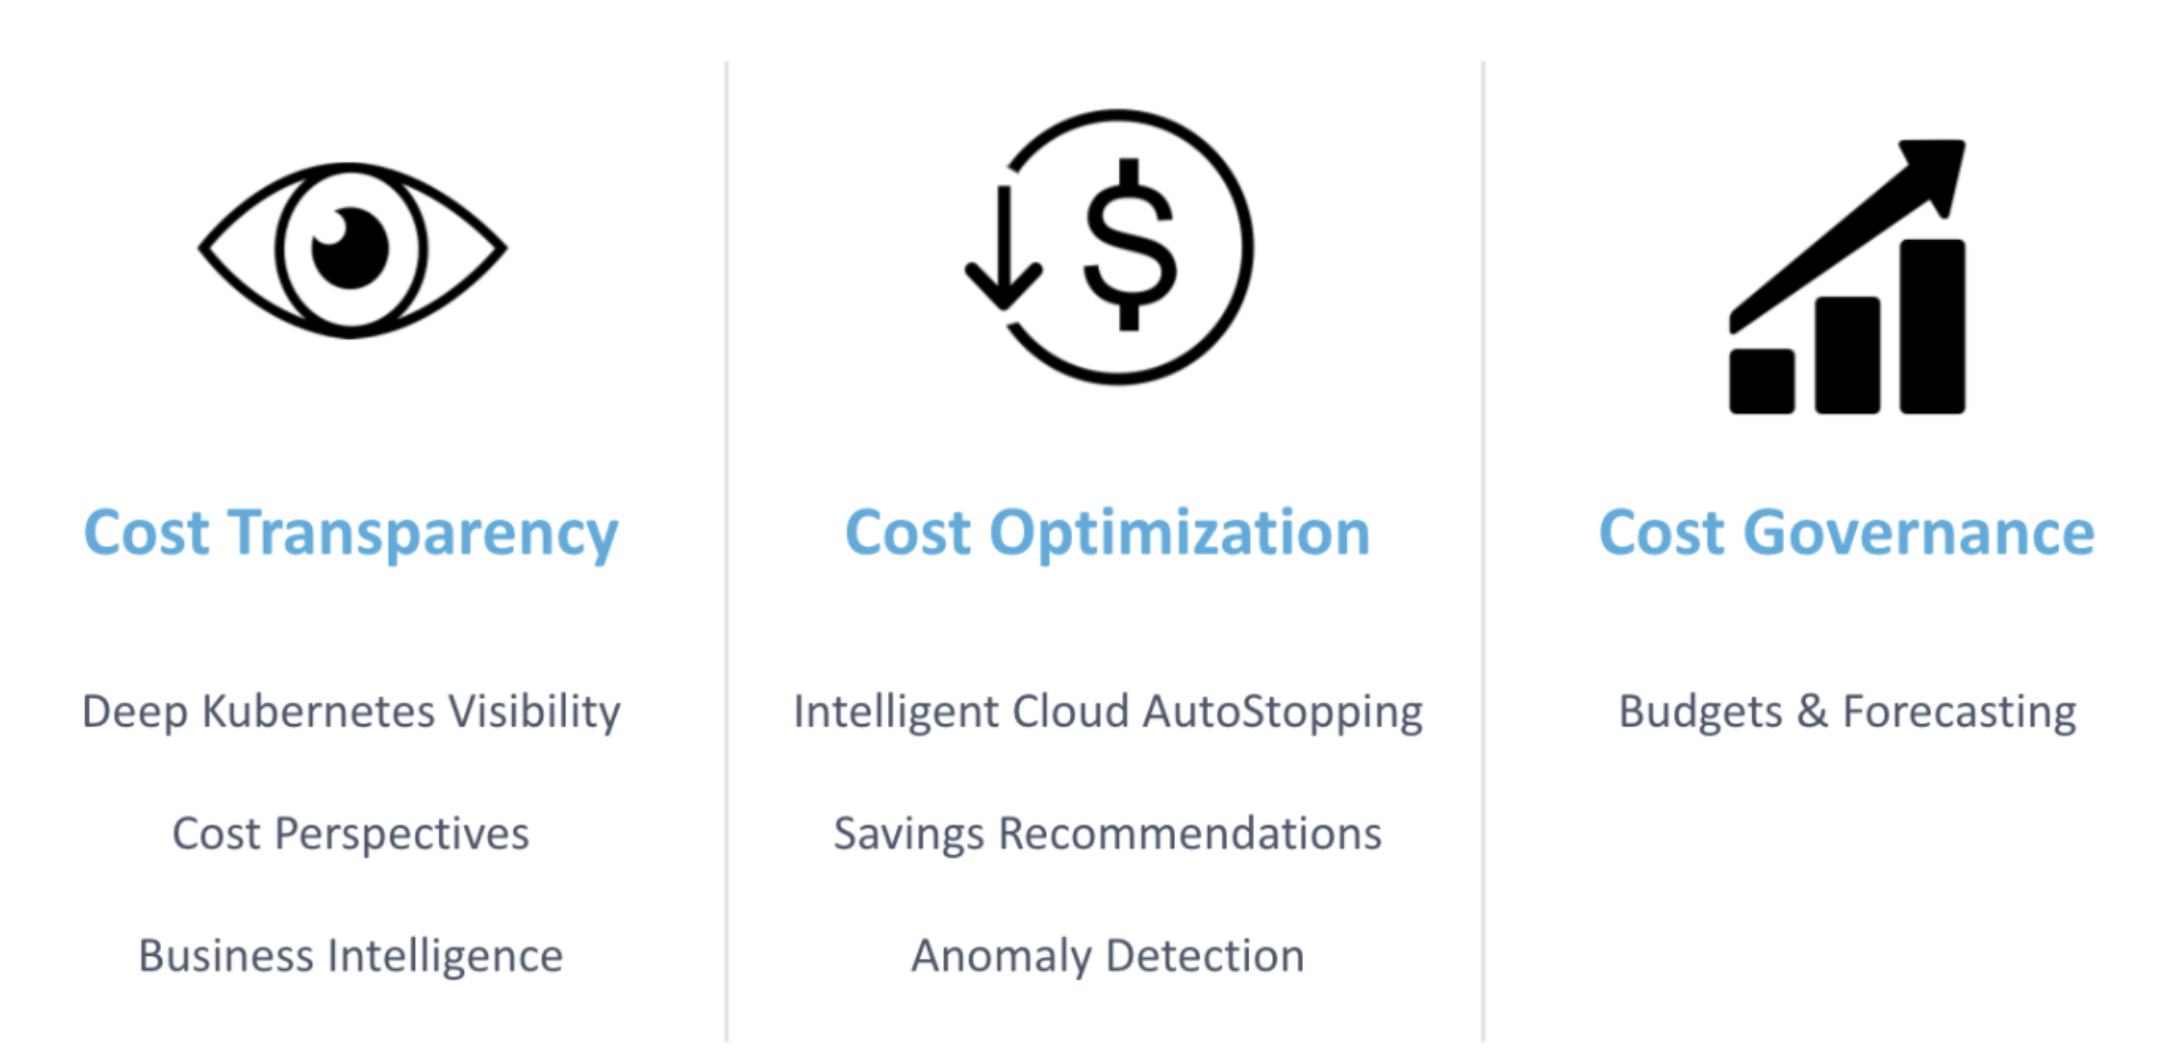 Cost Transparency
Deep Kubernetes Visibility
Cost Perspectives
Business Intelligence
$
Cost Optimization
Intelligent Cloud AutoStopping
Savings Recommendations
Anomaly Detection
Cost Governance
Budgets & Forecasting